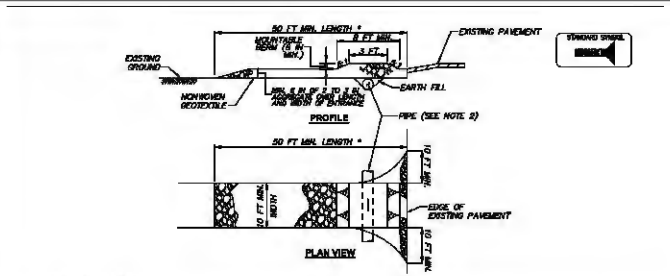 50 FT MIN. LENGTH *
MOUNTABLE
BERM (6 IN
MIN.)
8 FT MIN.
3 FT.
EXISTING PAVEMENT
STANDARD SYMBOL
EXISTING
GROUND
NONWOVEN
GEOTEXTILE
MIN. 6 IN OF 2 TO 3 IN
AGGREGATE OVER LENGTH
AND WIDTH OF ENTRANCE
EARTH FILL
PROFILE
PIPE (SEE NOTE 2)
50 FT MIN. LENGTH *
10 FT MIN.
10 FT MIN.
WIDTH
EDGE OF
EXISTING PAVEMENT
10 FT MIN.
PLAN VIEW